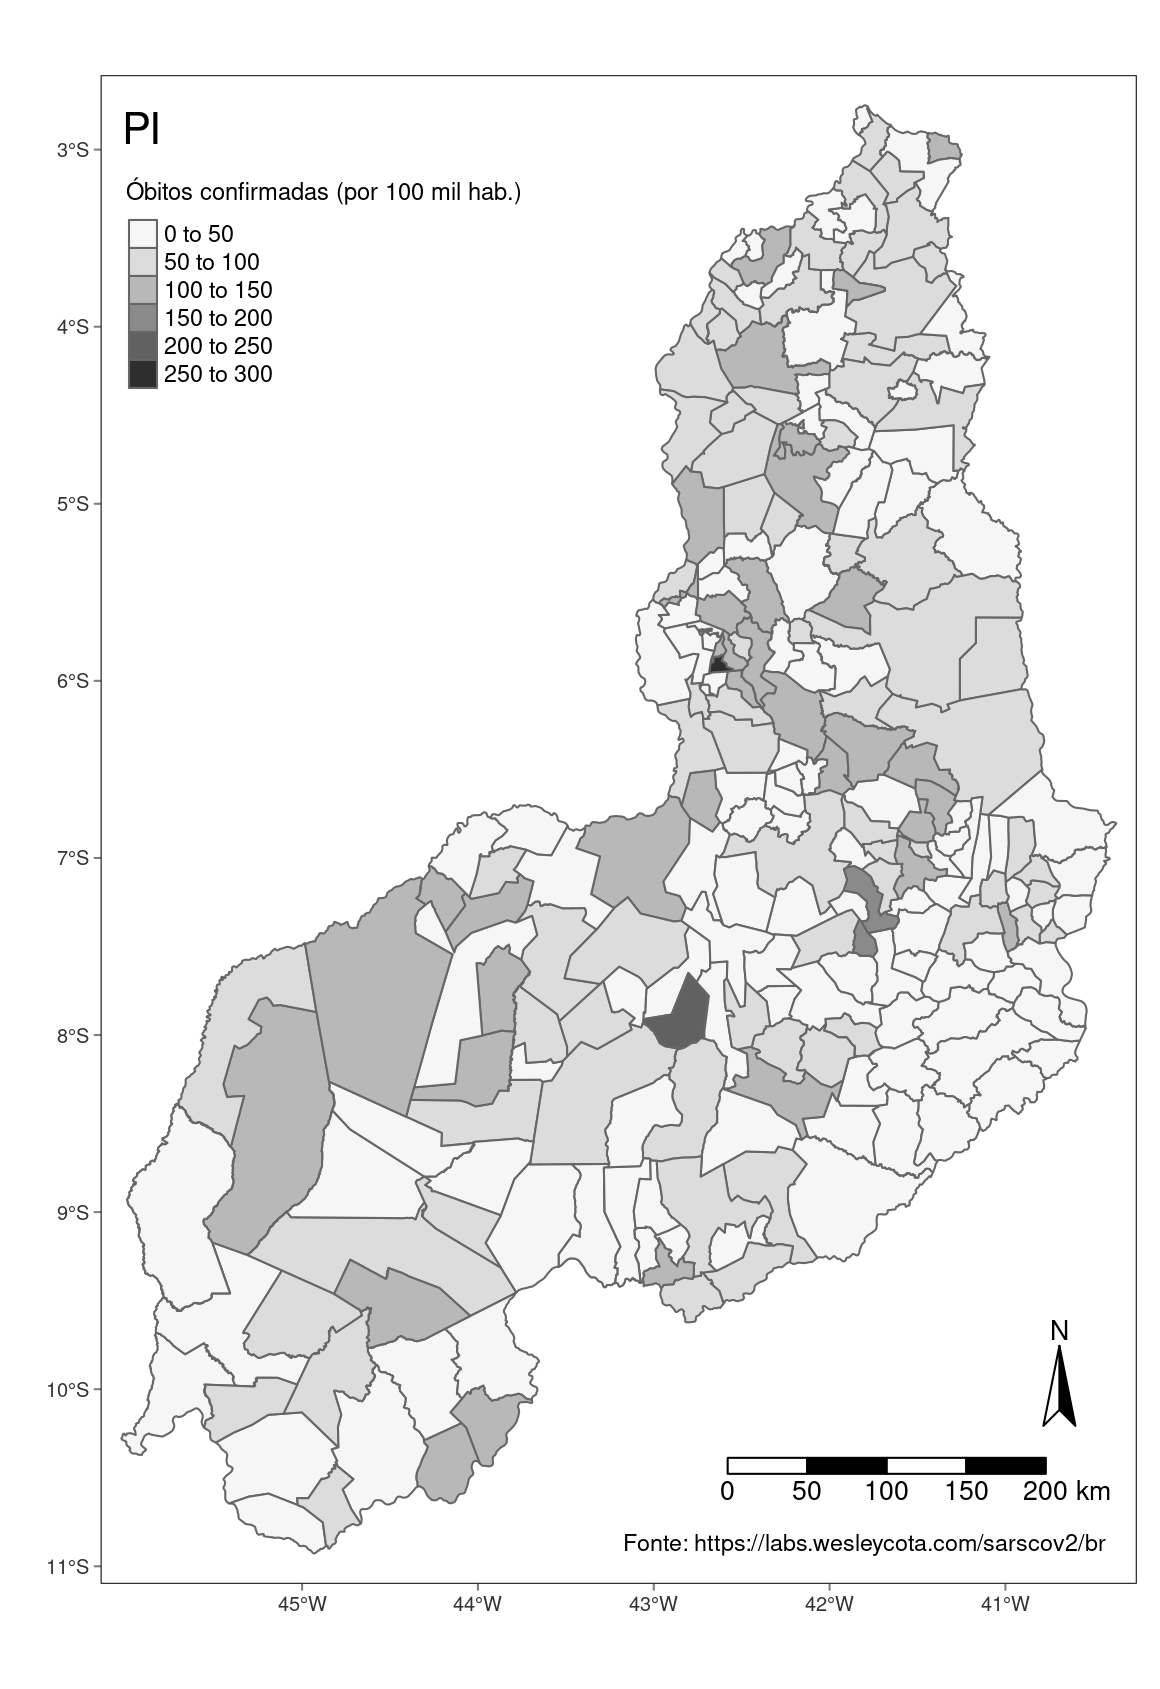 PI
Óbitos confirmadas (por 100 mil hab.)
0 to 50
50 to 100
100 to 150
150 to 200
200 to 250
250 to 300
3°S
4°S
5°S
6°S
7°S
8°S
9°S
10°S
11°S
N
0 50 100 150 200 km
Fonte: https://labs.wesleycota.com/sarscov2/br
45°W 44°W 43°W 42°W 41°W